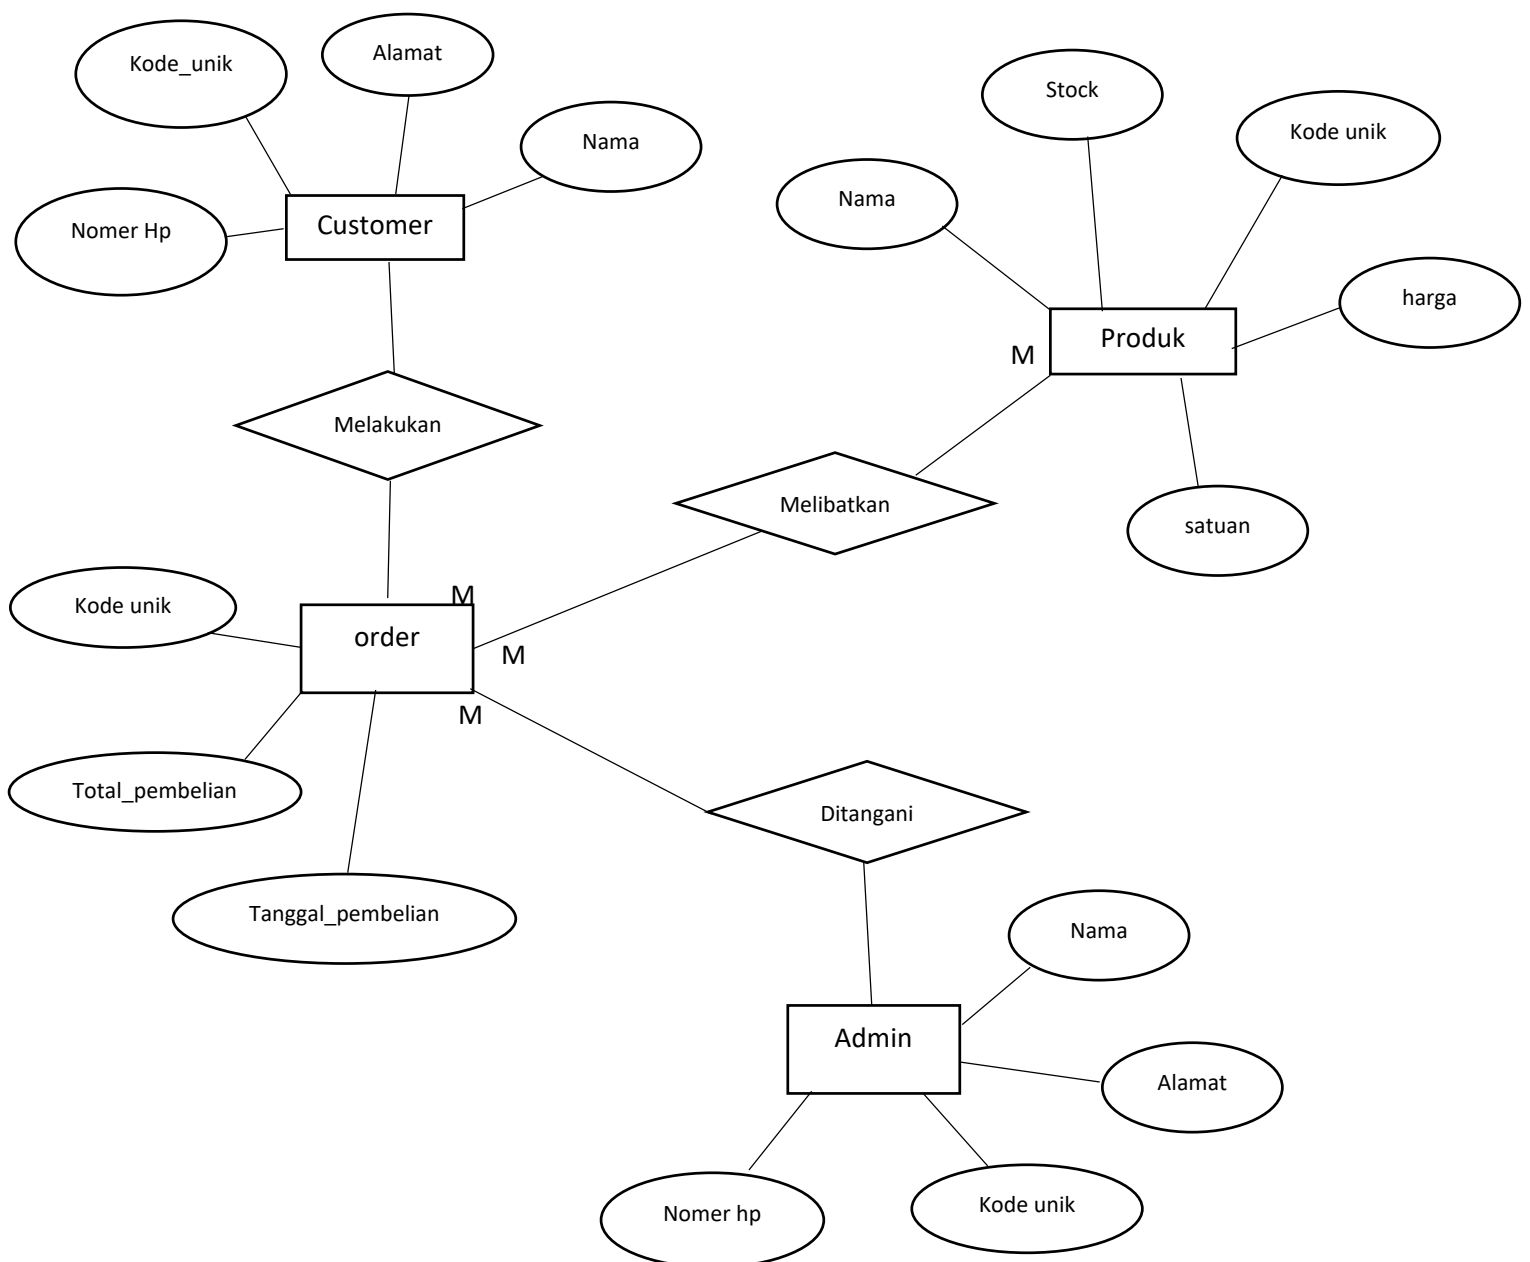 Kode_unik
Alamat
Nama
Nomer Hp
Customer
Stock
Kode unik
Nama
harga
Produk
M
satuan
Melakukan
Melibatkan
Kode unik
M
order
M
M
Total_pembelian
Tanggal_pembelian
Ditangani
Nama
Admin
Alamat
Nomer hp
Kode unik